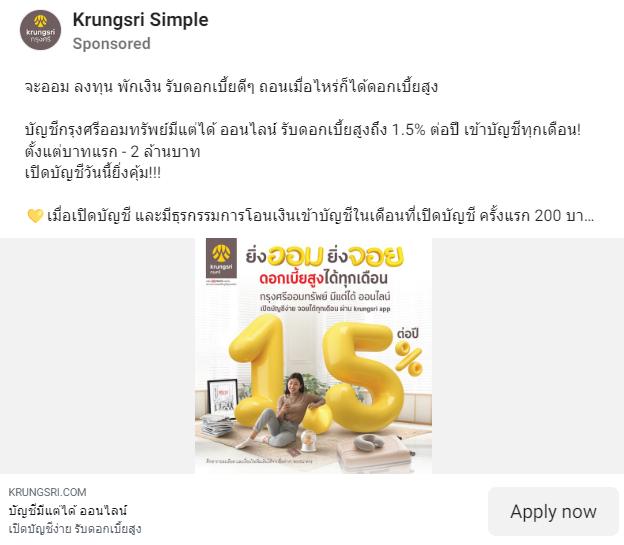 Krungsri Simple
Sponsored
จะออม ลงทุน พักเงิน รับดอกเบี้ยดีๆ ถอนเมื่อไหร่ก็ได้ดอกเบี้ยสูง
บัญชีกรุงศรีออมทรัพย์มีแต่ได้ ออนไลน์ รับดอกเบี้ยสูงถึง 1.5% ต่อปี เข้าบัญชีทุกเดือน!
ตั้งแต่บาทแรก - 2 ล้านบาท
เปิดบัญชีวันนี้ยิ่งคุ้ม!!!
💛 เมื่อเปิดบัญชี และมีธุรกรรมการโอนเงินเข้าบัญชีในเดือนที่เปิดบัญชี ครั้งแรก 200 บา...
krungsri
กรุงศรี
ยิ่งออม ยิ่งจอย
ดอกเบี้ยสูงได้ทุกเดือน
กรุงศรีออมทรัพย์ มีแต่ได้ ออนไลน์
เปิดบัญชีง่าย จอยได้ทุกเดือน ผ่าน krungsri app
1.5% ต่อปี
KRUNGSRI.COM
บัญชีมีแต่ได้ ออนไลน์
เปิดบัญชีง่าย รับดอกเบี้ยสูง
Apply now